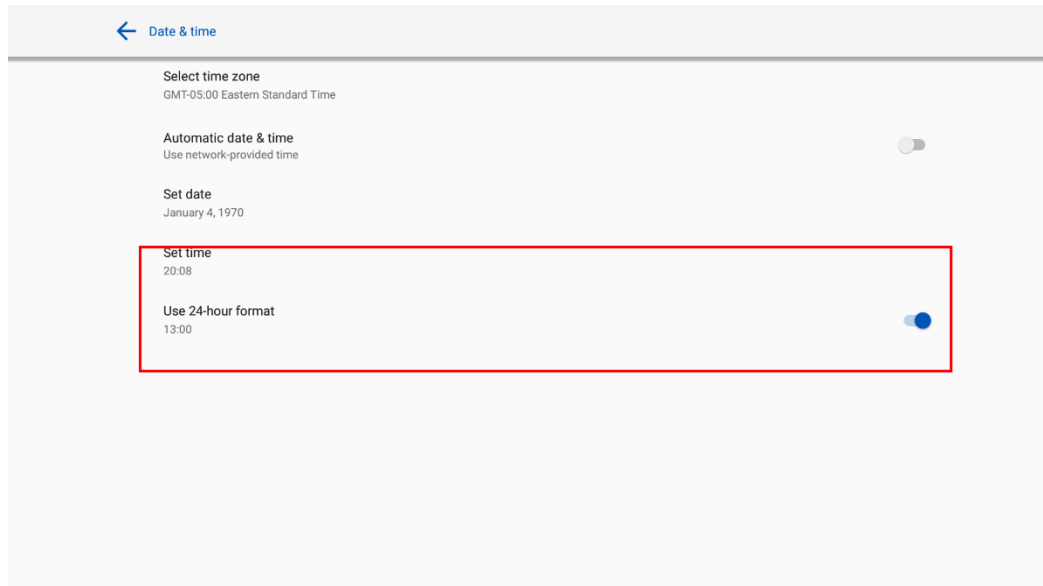 Date & time
Select time zone
GMT-05:00 Eastern Standard Time
Automatic date & time
Use network-provided time
Set date
January 4, 1970
Set time
20:08
Use 24-hour format
13:00